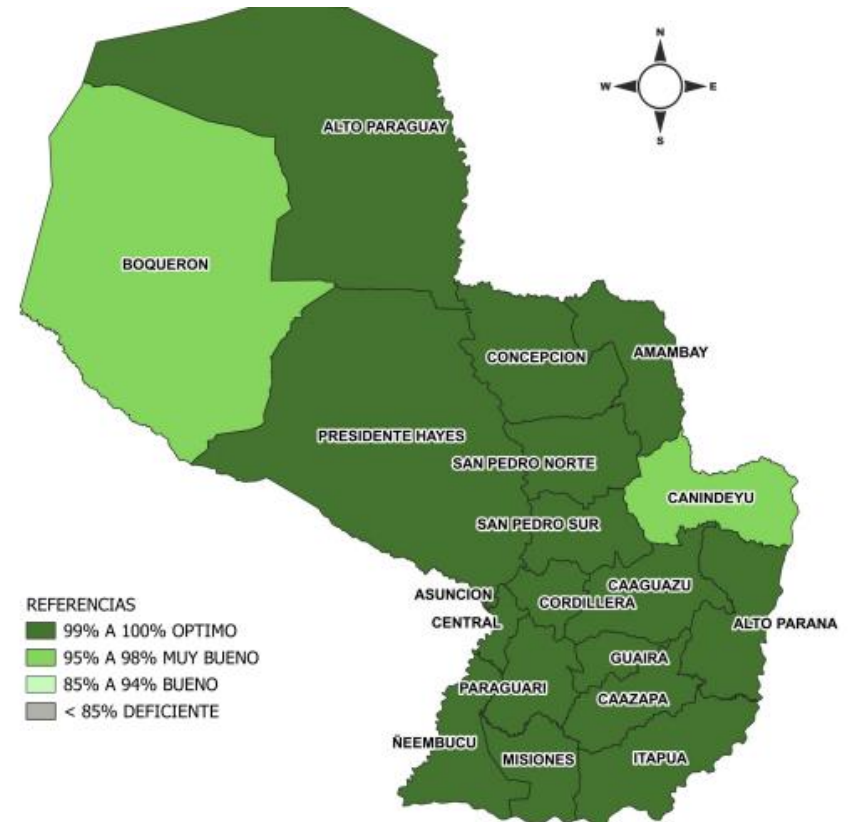 N
W E
S
ALTO PARAGUAY
BOQUERON
CONCEPCION
AMAMBAY
PRESIDENTE HAYES
SAN PEDRO NORTE
CANINDEYU
SAN PEDRO SUR
ASUNCION
CAAGUAZU
CORDILLERA
CENTRAL
ALTO PARANA
GUAIRA
PARAGUARI
CAAZAPA
ÑEEMBUCU
MISIONES
ITAPUA
REFERENCIAS
99% A 100% OPTIMO
95% A 98% MUY BUENO
85% A 94% BUENO
< 85% DEFICIENTE